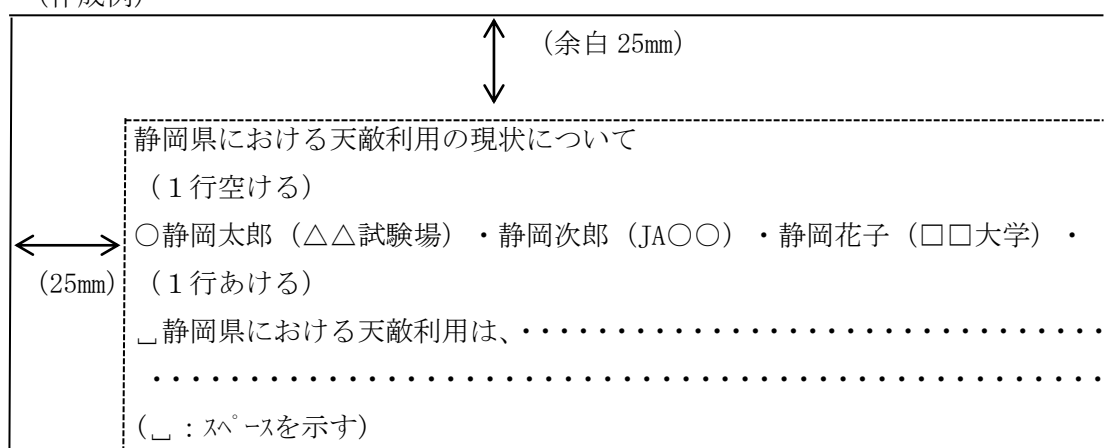 (作成例)
(余白 25mm)
静岡県における天敵利用の現状について
(１行空ける)
○静岡太郎（△△試験場）・静岡次郎（JA○○）・静岡花子（□□大学）・
(25mm)
(１行あける)
␣静岡県における天敵利用は、・・・・・・・・・・・・・・・・・・・・・・・・・・・・・・
・・・・・・・・・・・・・・・・・・・・・・・・・・・・・・・・・・・・・・・・・・・・・・・・
(␣：ｽﾍﾟｰｽを示す)